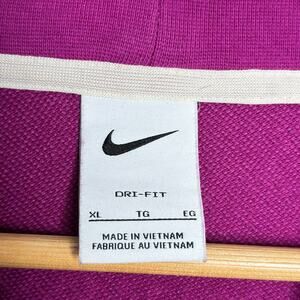 DRI-FIT
XL TG EG
MADE IN VIETNAM
FABRIQUE AU VIETNAM